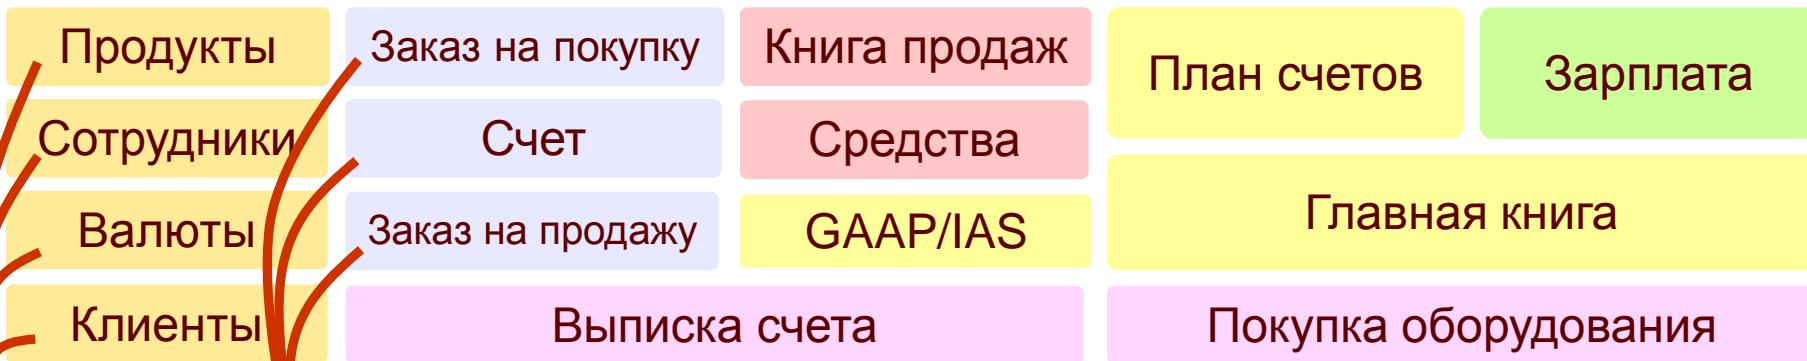 Продукты
Заказ на покупку
Книга продаж
План счетов
Зарплата
Сотрудники
Счет
Средства
Валюты
Заказ на продажу
GAAP/IAS
Главная книга
Клиенты
Выписка счета
Покупка оборудования